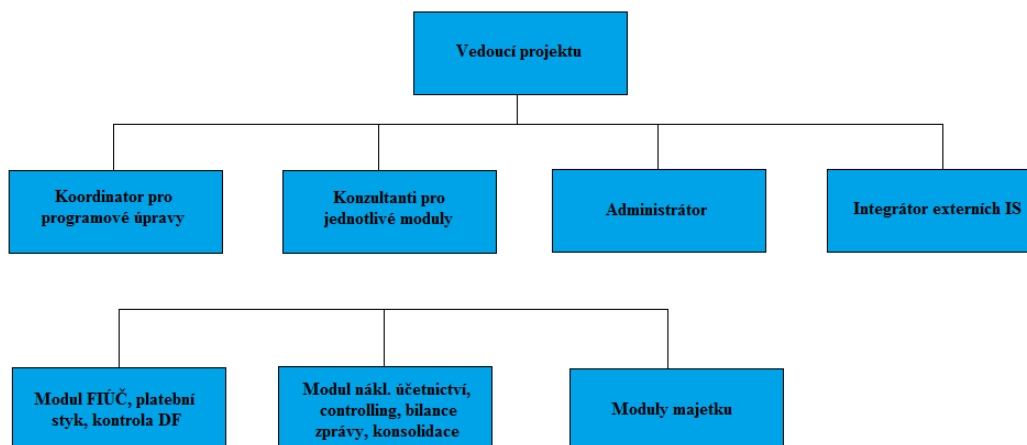 Vedoucí projektu
Koordinator pro
programové úpravy
Konzultanti pro
jednotlivé moduly
Administrátor
Integrátor externích IS
Modul FIÚČ, platební
styk, kontrola DF
Modul nákl. účetnictví,
controlling, bilance
zprávy, konsolidace
Moduly majetku